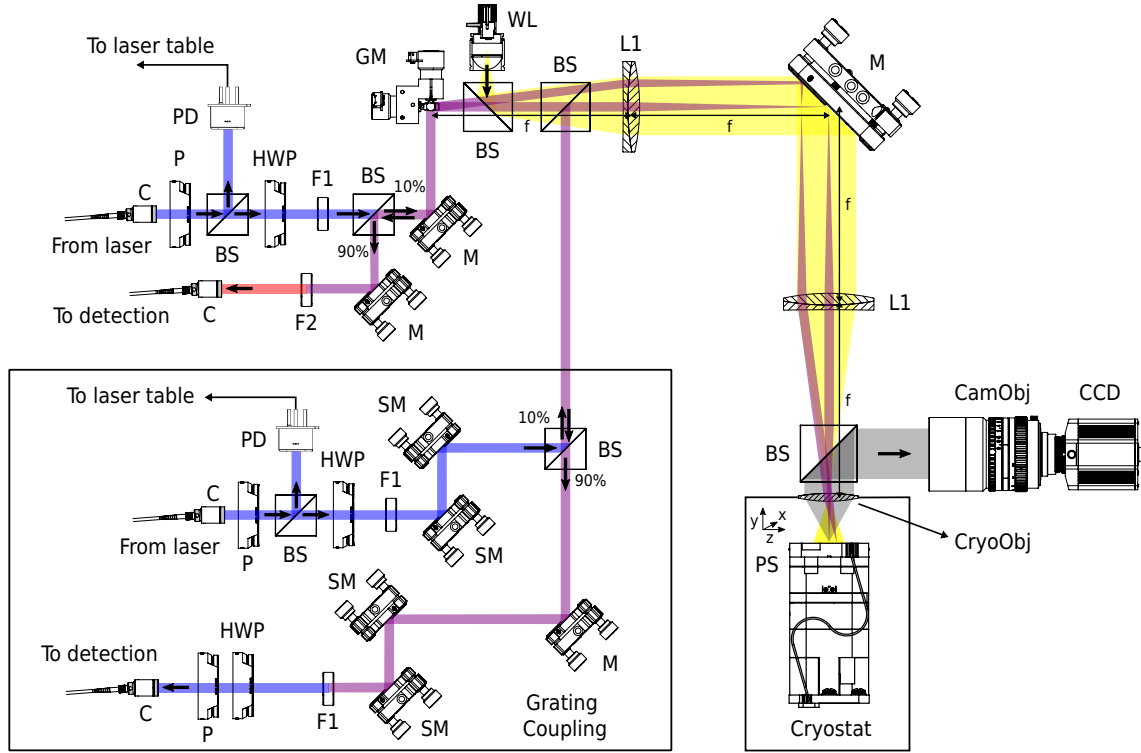 WL
To laser table
GM
L1
BS
M
PD
f
f
BS
P
HWP
C
F1
BS
10%
f
From laser
BS
90%
M
To detection
C
F2
M
L1
To laser table
SM
10%
f
CamObj
CCD
PD
BS
BS
HWP
90%
C
F1
y
x
z
From laser
P
BS
SM
CryoObj
PS
SM
HWP
To detection
M
C
P
F1
SM
Grating
Coupling
Cryostat